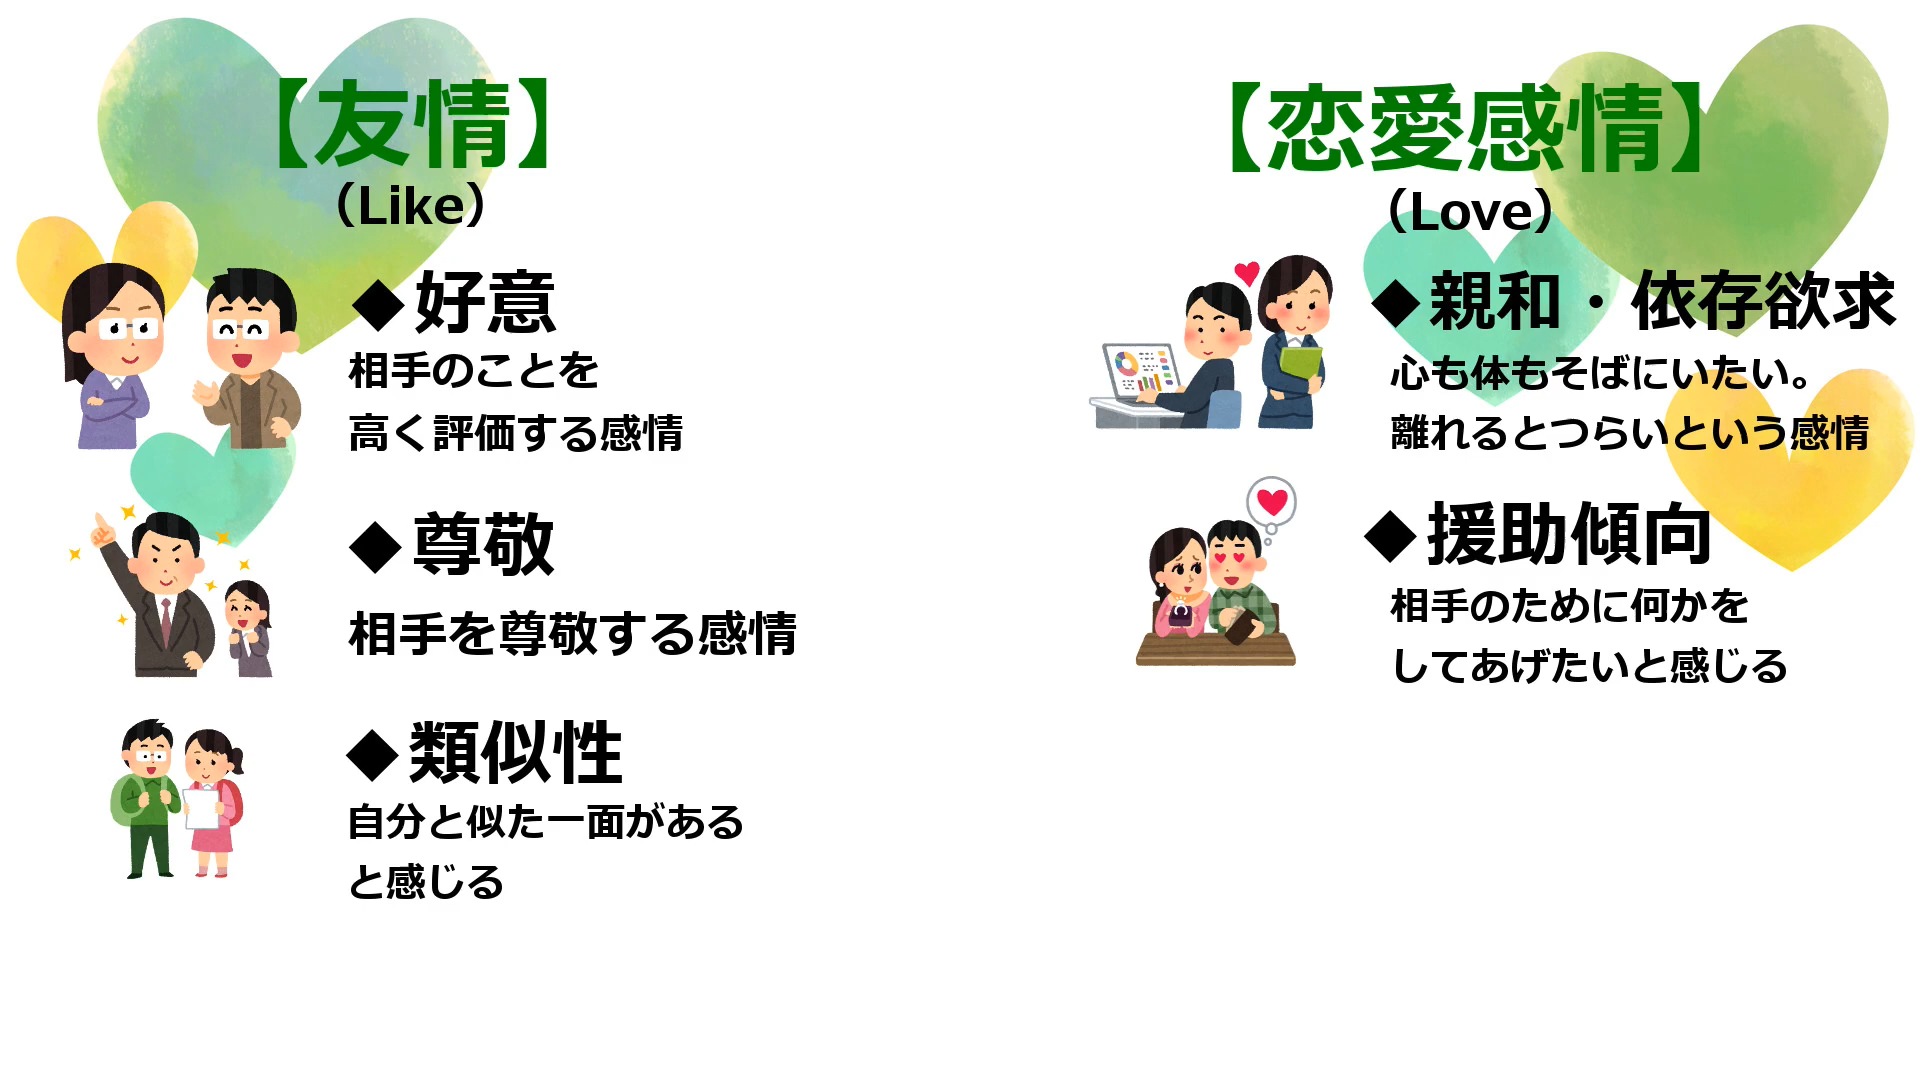 【友情】
（Like）
◆好意
相手のことを
高く評価する感情
◆尊敬
相手を尊敬する感情
◆類似性
自分と似た一面がある
と感じる
【恋愛感情】
（Love）
◆親和・依存欲求
心も体もそばにいたい。
離れるとつらいという感情
◆援助傾向
相手のために何かを
してあげたいと感じる